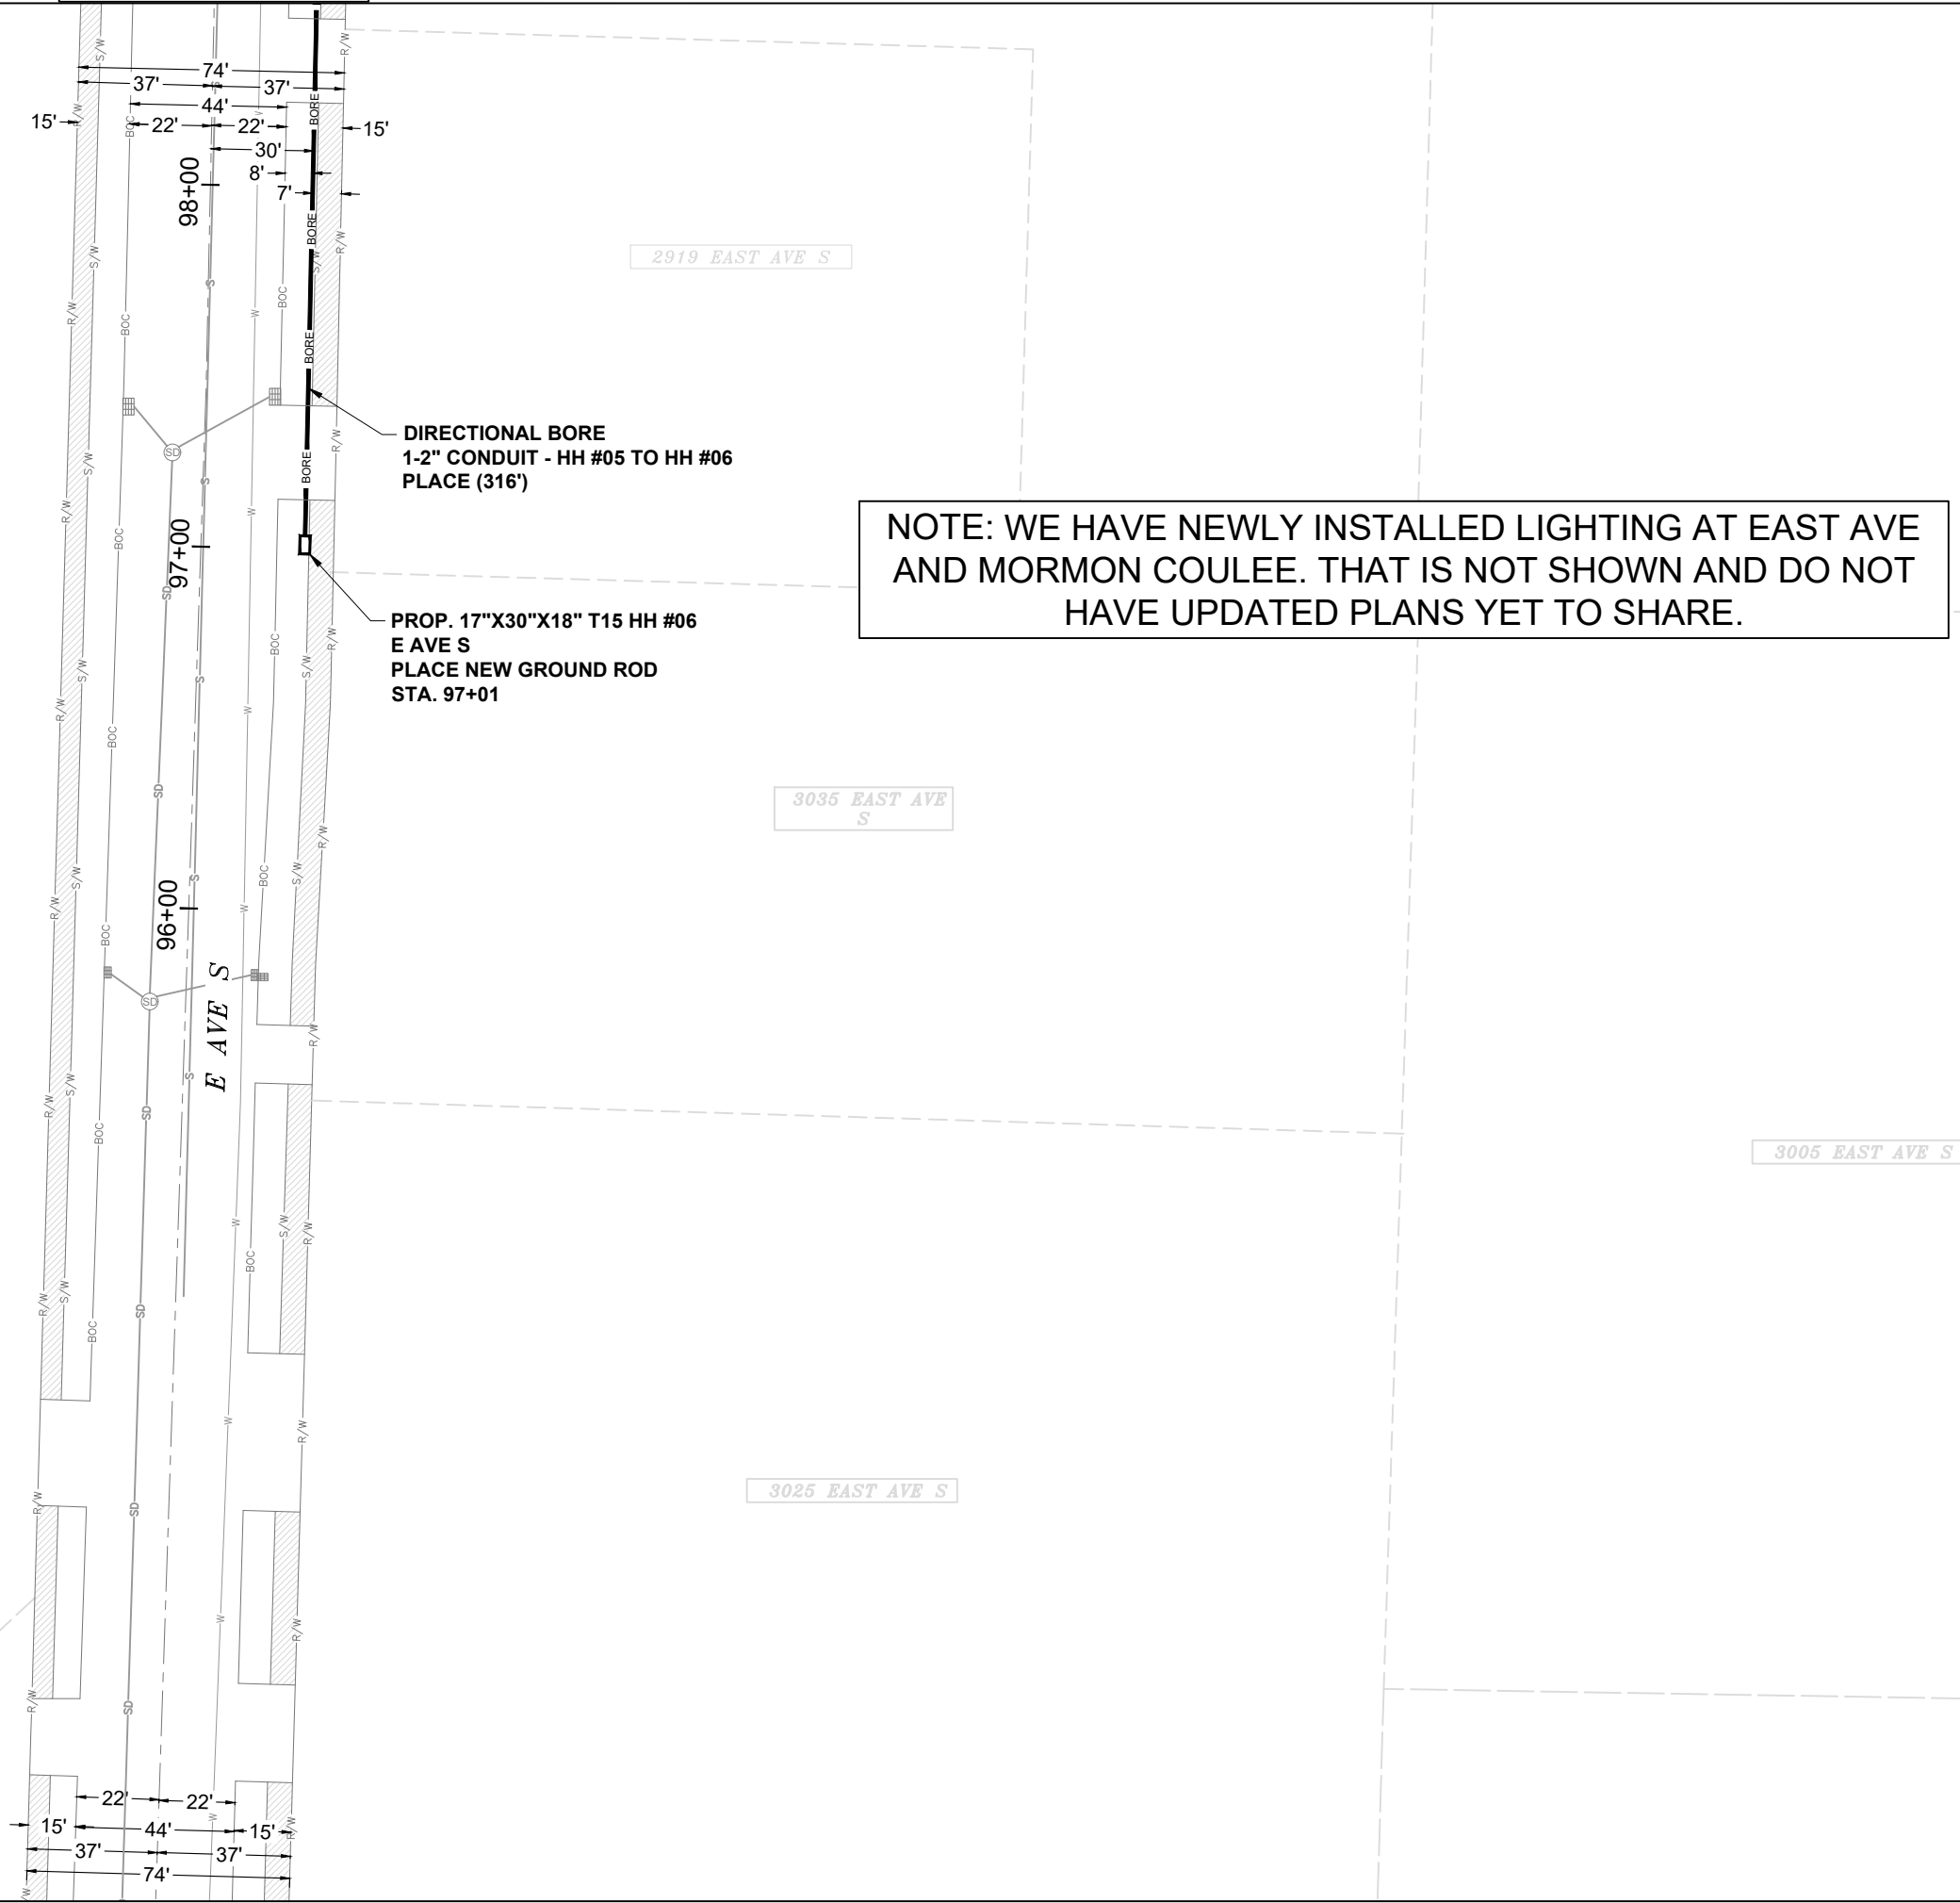 74'
37'
37'
44'
15'
22'
22'
15'
30'
8'
7'
98+00
2919 EAST AVE S
DIRECTIONAL BORE
1-2" CONDUIT - HH #05 TO HH #06
PLACE (316')
97+00
NOTE: WE HAVE NEWLY INSTALLED LIGHTING AT EAST AVE
AND MORMON COULEE. THAT IS NOT SHOWN AND DO NOT
HAVE UPDATED PLANS YET TO SHARE.
PROP. 17"X30"X18" T15 HH #06
E AVE S
PLACE NEW GROUND ROD
STA. 97+01
3035 EAST AVE
S
96+00
E AVE S
3005 EAST AVE S
3025 EAST AVE S
22'
22'
15'
44'
15'
37'
37'
74'
R/W
S/W
BOC
SD
S
W
BOC
BORE
S/W
R/W